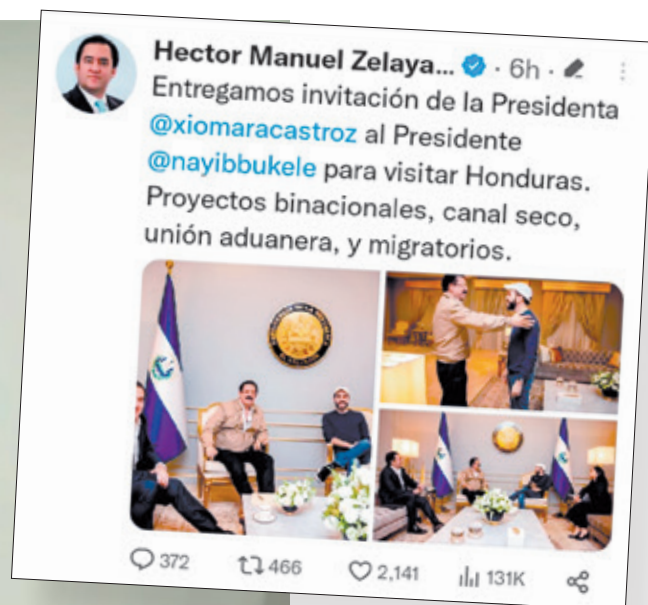 Hector Manuel Zelaya... · 6h ·
Entregamos invitación de la Presidenta
@xiomaracastroz al Presidente
@nayibbukele para visitar Honduras.
Proyectos binacionales, canal seco,
unión aduanera, y migratorios.
372 466 2,141 131K